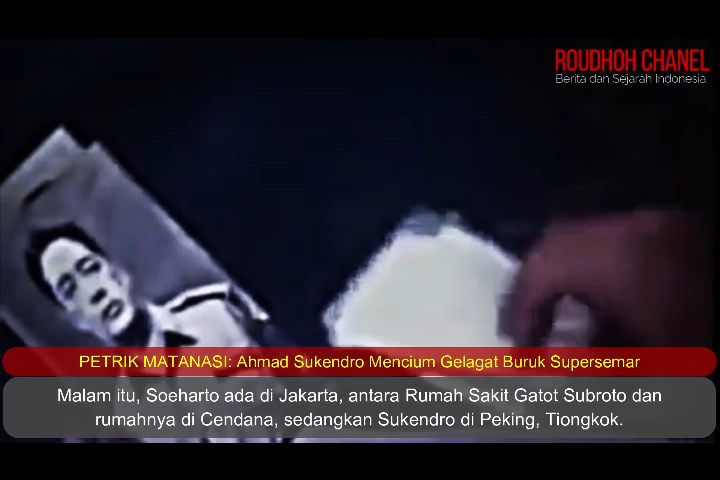 ROUDHOH CHANEL
Berita dan Sejarah Indonesia
PETRIK MATANASI: Ahmad Sukendro Mencium Gelagat Buruk Supersemar
Malam itu, Soeharto ada di Jakarta, antara Rumah Sakit Gatot Subroto dan
rumahnya di Cendana, sedangkan Sukendro di Peking, Tiongkok.